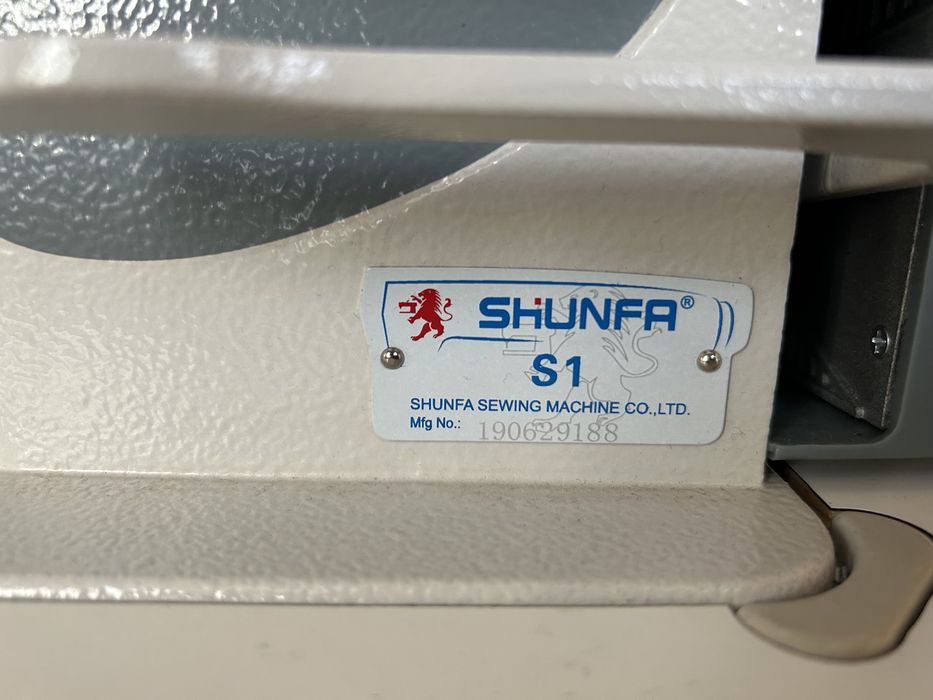 SHUNFA®
S1
SHUNFA SEWING MACHINE CO.,LTD.
Mfg No.: 190629188